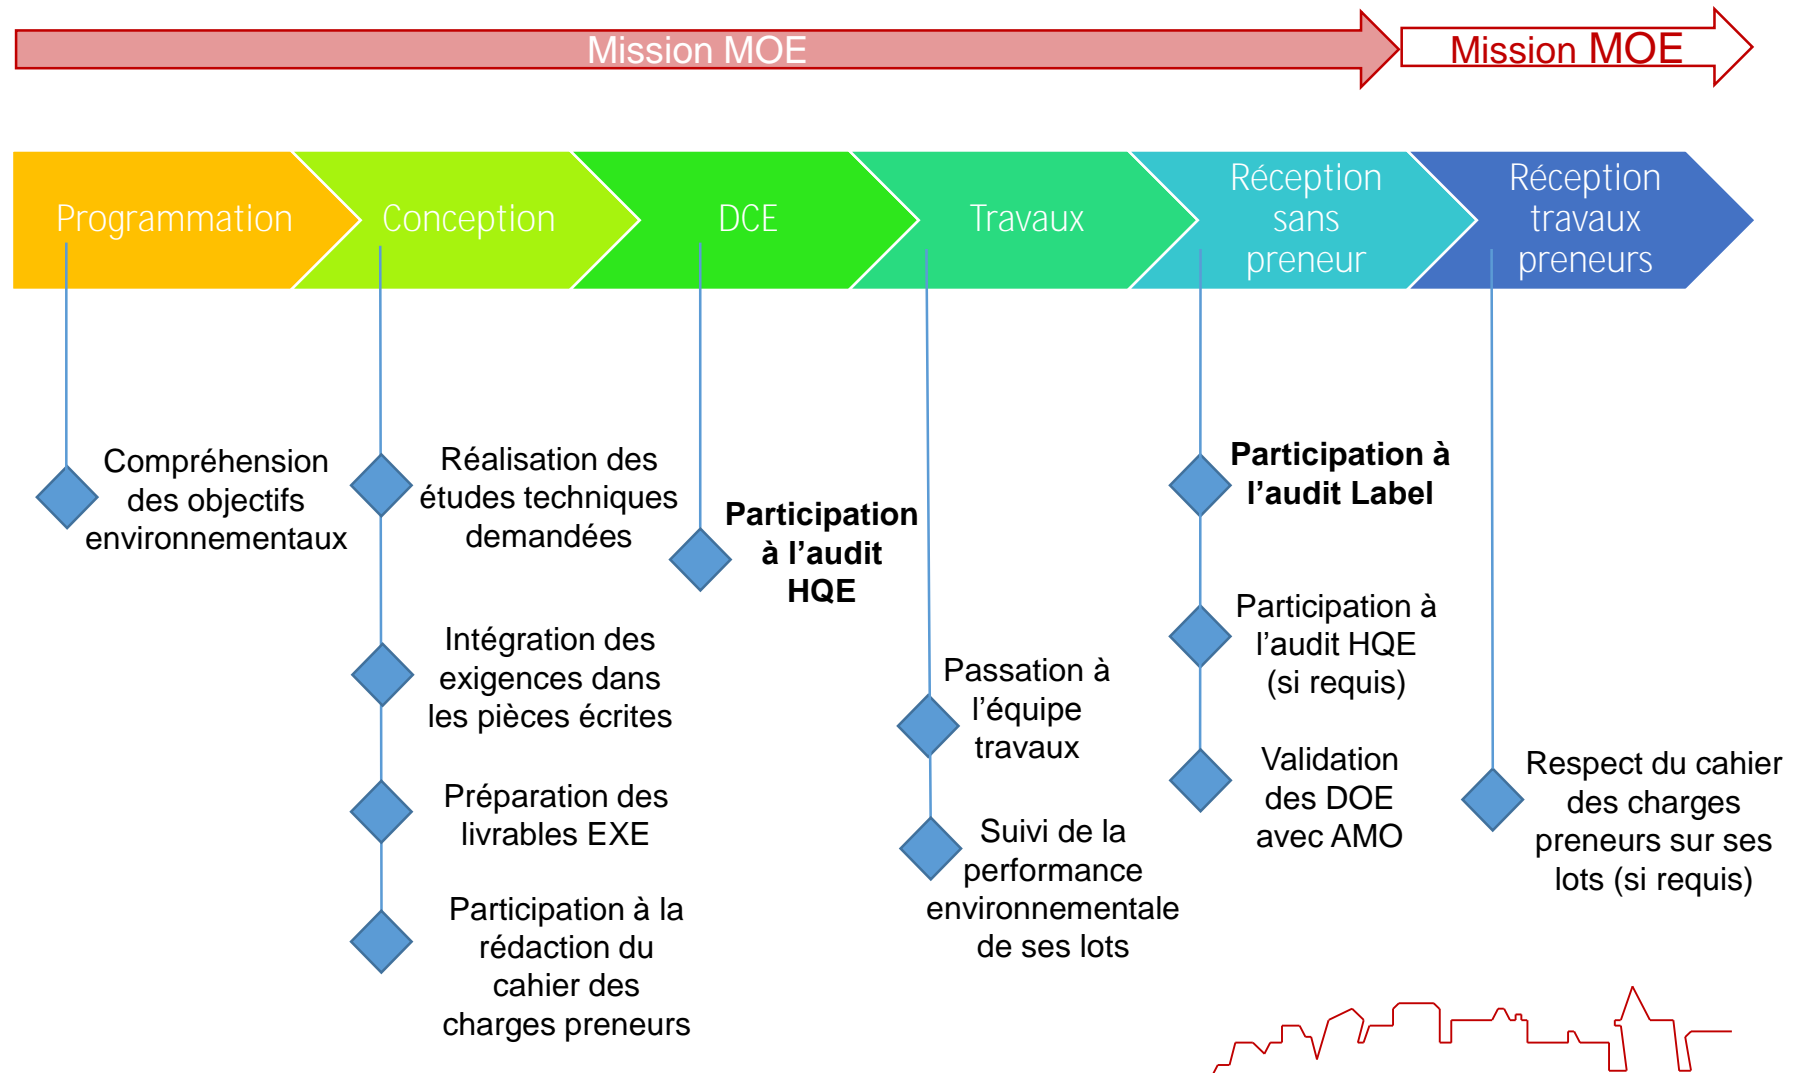 Mission MOE
Mission MOE
Programmation
Conception
DCE
Travaux
Réception
sans
preneur
Réception
travaux
preneurs
Compréhension
des objectifs
environnementaux
Réalisation des
études techniques
demandées
Intégration des
exigences dans
les pièces écrites
Préparation des
livrables EXE
Participation à la
rédaction du
cahier des
charges preneurs
Participation
à l’audit
HQE
Passation à
l’équipe
travaux
Suivi de la
performance
environnementale
de ses lots
Participation à
l’audit Label
Participation à
l’audit HQE
(si requis)
Validation
des DOE
avec AMO
Respect du cahier
des charges
preneurs sur ses
lots (si requis)